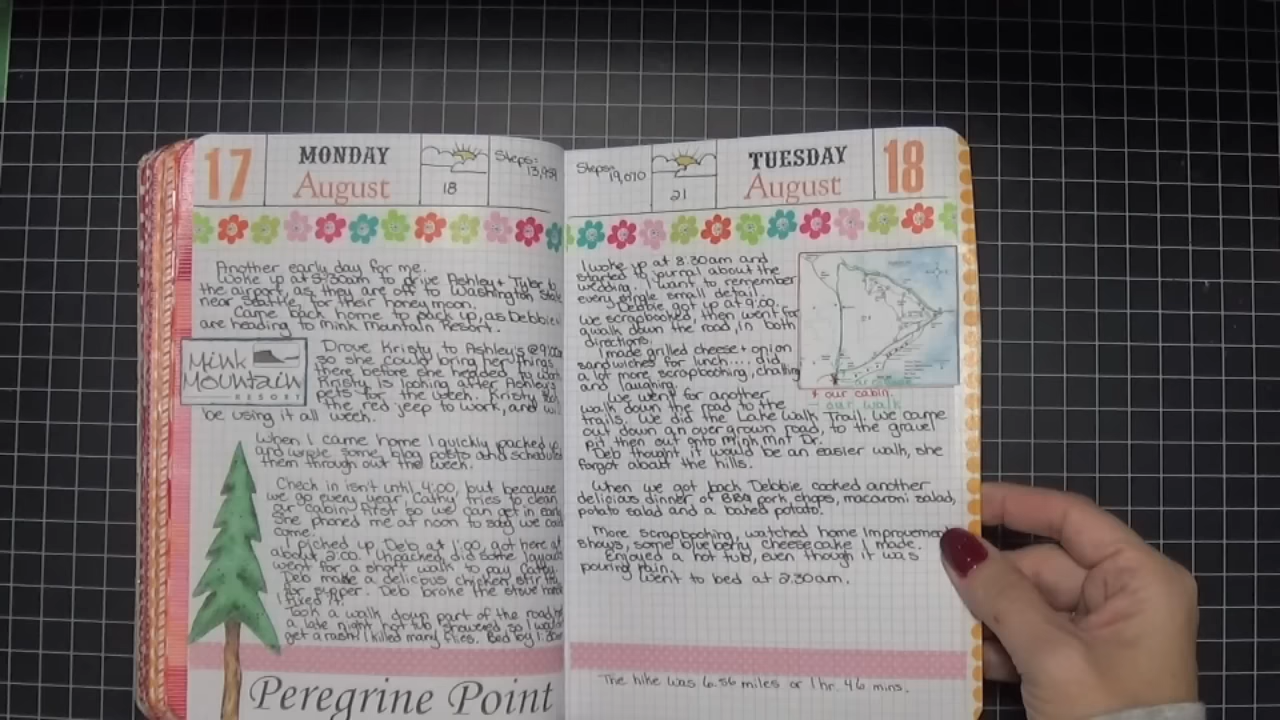 17
MONDAY
August
18
Steps:
Another early day for me.
Woke up at 5:30am to drive Ashley + Tyler to
the airport, as they are off to Washington State
near Seattle, for their honeymoon.
Came back home to pack up, as Debbie
are heading to Mink Mountain Resort.
Mink
Mountain
RESORT
Drove Kristy to Ashley's @ 9:00am
so she could bring her things
there before she headed to work
Kristy is looking after Ashley's
pets for the week. Kristy
the red jeep to work, and will
be using it all week.
When I came home I quickly packed up
and wrote some blog posts and scheduled
them through out the week.
Check in isn't until 4:00, but because
we go every year, Cathy tries to clean
our cabin first so we can get in early
She phoned me at noon to say we could
come.
Picked up Deb at 1:00, got here at
about 2:00. Unpacked, did some
went for a short walk to pay Cathy.
Deb make a delicious chicken stir fry
for supper. Deb broke the stove
I fixed it.
Took a walk down part of the road
a late night hot tub, showered so I
get a rash! I killed many flies. Bed by
Peregrine Point
Steps: 19,070
21
TUESDAY
August
18
I woke up at 8:30am and
started to journal about the
wedding. I want to remember
every single small detail.
Debbie got up at 9:00.
We scrapbooked, then went for
a walk down the road, in both
directions.
I made grilled cheese + onion
sandwiches for lunch.... did
a lot more scrapbooking, chatting
and laughing.
We went for another
walk down the road to the
trails. We did the Lake Walk Trail. We came
out down an over grown road, to the gravel
pit then out onto Mink Mnt Dr.
Deb thought it would be an easier walk, she
forgot about the hills.
* our cabin
- our walk
When we got back Debbie cooked another
delicious dinner of BBQ pork chops, macaroni salad,
potato salad and a baked potato.
More scrapbooking, watched home improvement
shows, some blueberry cheesecake I made.
Enjoyed a hot tub, even though it was
pouring rain.
Went to bed at 2:30am.
The hike was 6.56 miles or 1 hr. 46 mins.